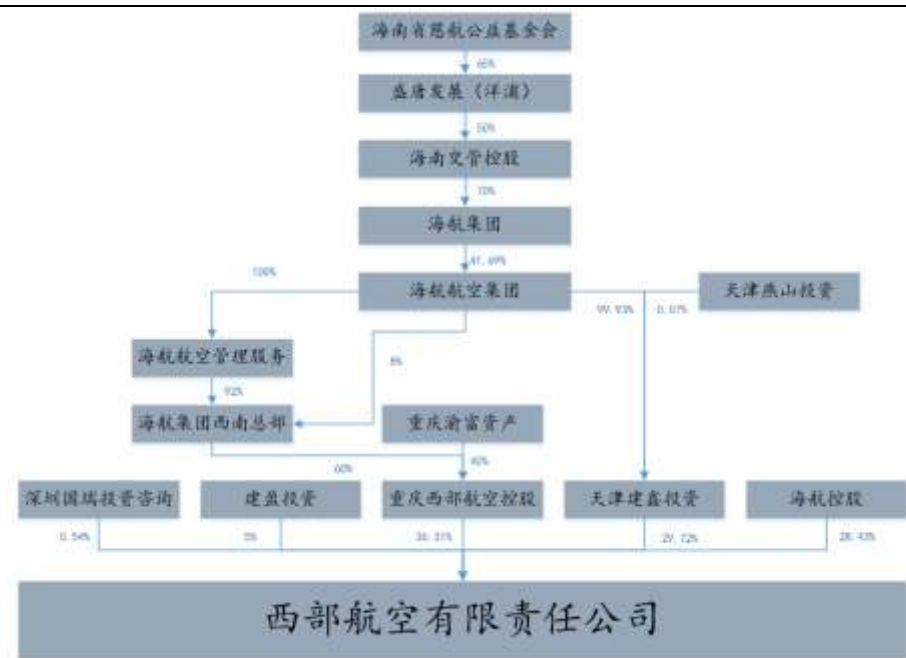 海南省慈航公益基金会
65%
盛唐发展（洋浦）
50%
海南交管控股
70%
海航集团
47.69%
100%
海航航空集团
天津燕山投资
99.93%
0.07%
海航航空管理服务
8%
92%
海航集团西南总部
重庆渝富资产
60%
40%
深圳国瑞投资咨询
建盈投资
重庆西部航空控股
天津建鑫投资
海航控股
0.54%
5%
36.31%
29.72%
28.43%
西部航空有限责任公司